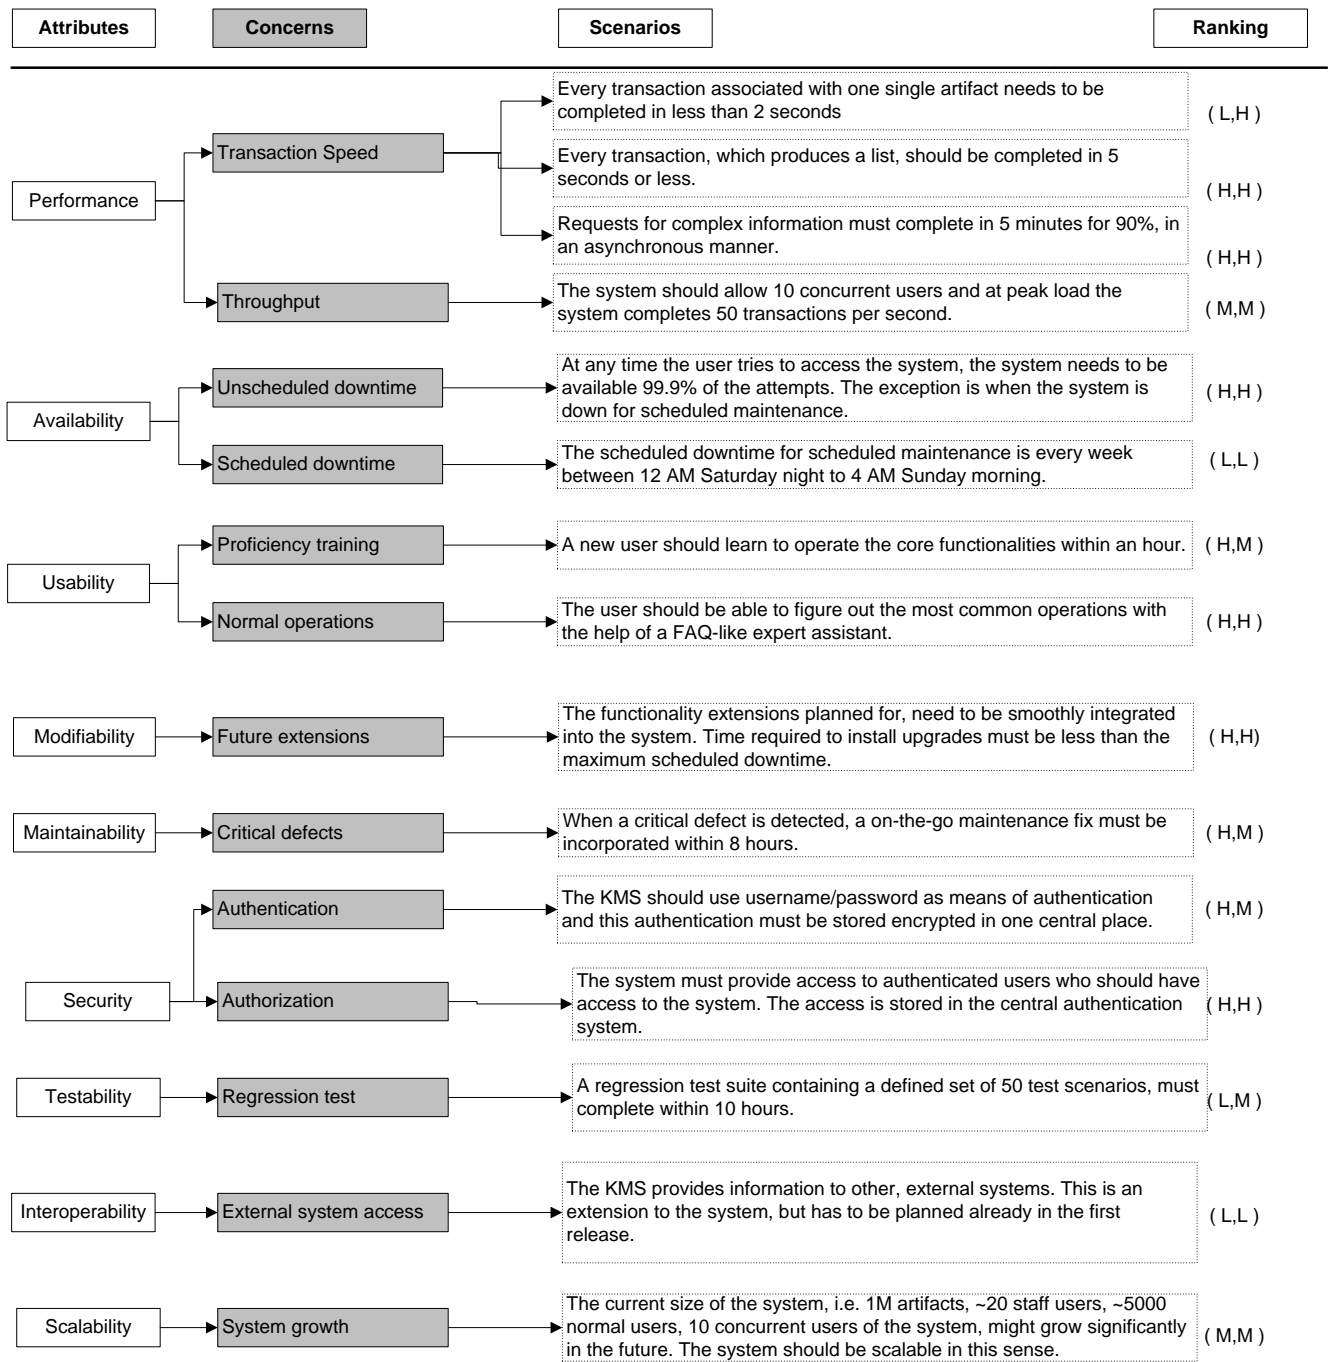 Attributes
Concerns
Scenarios
Ranking
Performance
Transaction Speed
Every transaction associated with one single artifact needs to be
completed in less than 2 seconds
( L,H )
Every transaction, which produces a list, should be completed in 5
seconds or less.
( H,H )
Requests for complex information must complete in 5 minutes for 90%, in
an asynchronous manner.
( H,H )
Throughput
The system should allow 10 concurrent users and at peak load the
system completes 50 transactions per second.
( M,M )
Availability
Unscheduled downtime
At any time the user tries to access the system, the system needs to be
available 99.9% of the attempts. The exception is when the system is
down for scheduled maintenance.
( H,H )
Scheduled downtime
The scheduled downtime for scheduled maintenance is every week
between 12 AM Saturday night to 4 AM Sunday morning.
( L,L )
Usability
Proficiency training
A new user should learn to operate the core functionalities within an hour.
( H,M )
Normal operations
The user should be able to figure out the most common operations with
the help of a FAQ-like expert assistant.
( H,H )
Modifiability
Future extensions
The functionality extensions planned for, need to be smoothly integrated
into the system. Time required to install upgrades must be less than the
maximum scheduled downtime.
( H,H)
Maintainability
Critical defects
When a critical defect is detected, a on-the-go maintenance fix must be
incorporated within 8 hours.
( H,M )
Security
Authentication
The KMS should use username/password as means of authentication
and this authentication must be stored encrypted in one central place.
( H,M )
Authorization
The system must provide access to authenticated users who should have
access to the system. The access is stored in the central authentication
system.
( H,H )
Testability
Regression test
A regression test suite containing a defined set of 50 test scenarios, must
complete within 10 hours.
( L,M )
Interoperability
External system access
The KMS provides information to other, external systems. This is an
extension to the system, but has to be planned already in the first
release.
( L,L )
Scalability
System growth
The current size of the system, i.e. 1M artifacts, ~20 staff users, ~5000
normal users, 10 concurrent users of the system, might grow significantly
in the future. The system should be scalable in this sense.
( M,M )